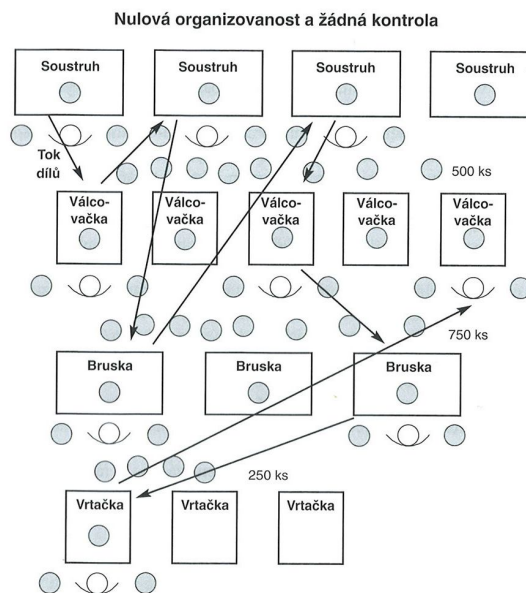 Nulová organizovanost a žádná kontrola
Soustruh
Soustruh
Soustruh
Soustruh
Tok
dílů
500 ks
Válco-
vačka
Válco-
vačka
Válco-
vačka
Válco-
vačka
Válco-
vačka
750 ks
Bruska
Bruska
Bruska
250 ks
Vrtačka
Vrtačka
Vrtačka